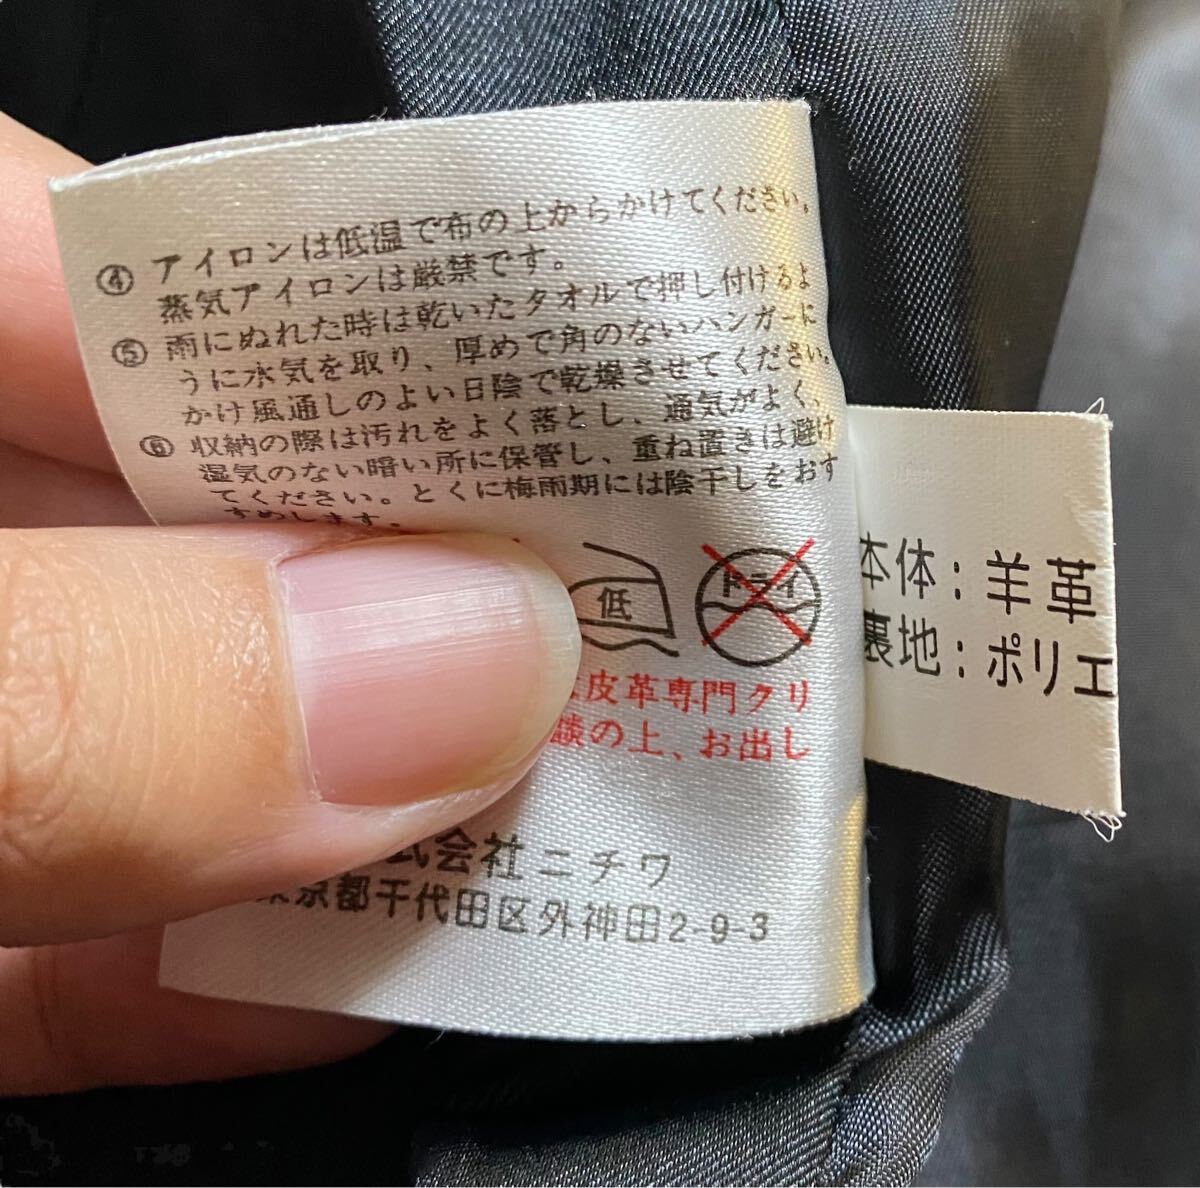 ④ アイロンは低温で布の上からかけてください。
蒸気アイロンは厳禁です。
⑤ 雨にぬれた時は乾いたタオルで押し付けるよ
うに水気を取り、厚めで角のないハンガーに
かけ風通しのよい日陰で乾燥させてください。
⑥ 収納の際は汚れをよく落とし、通気がよく、
湿気のない暗い所に保管し、重ね置きは避け
てください。とくに梅雨期には陰干しをおす
すめします。
低
ドライ
皮革専門クリ
談の上、お出し
式会社ニチワ
東京都千代田区外神田2-9-3
本体：羊革
裏地：ポリエ